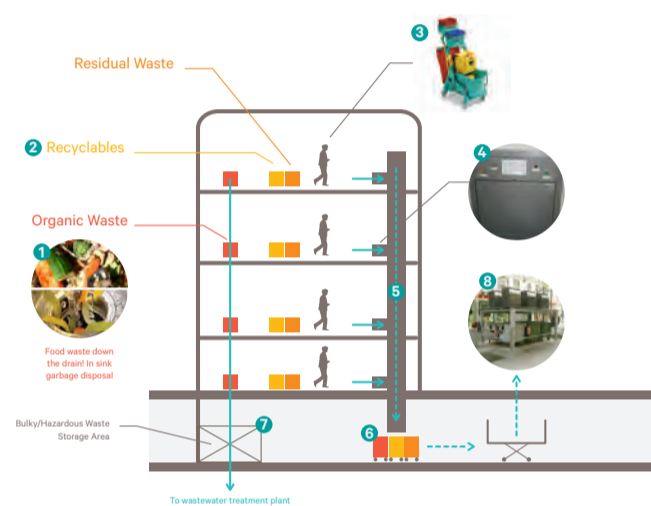 3
Residual Waste
2 Recyclables
4
Organic Waste
1
5
8
Food waste down
the drain! In sink
garbage disposal
Bulky/Hazardous Waste
Storage Area
7
6
To wastewater treatment plant